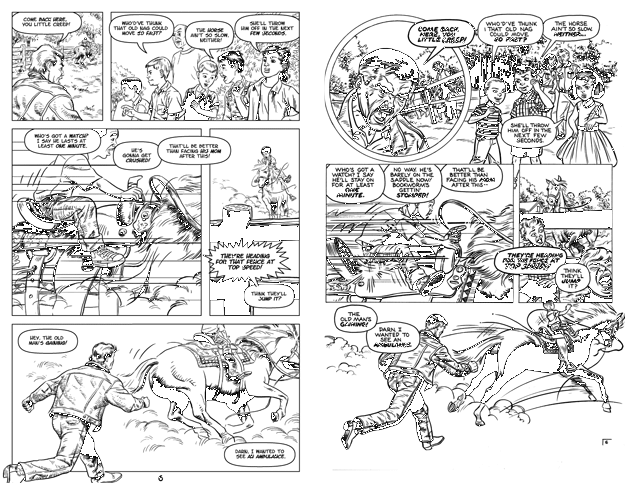 COME BACK HERE,
YOU LITTLE CREEP!
WHO'D'VE THINK
THAT OLD NAG COULD
MOVE SO FAST?
THE HORSE
AIN'T SO SLOW,
NEITHER!
SHE'LL THROW
HIM OFF IN THE NEXT
FEW SECONDS.
WHO'S GOT A WATCH?
I SAY HE LASTS AT
LEAST ONE MINUTE.
HE'S
GONNA GET
CRUSHED!
THAT'LL BE BETTER
THAN FACING HIS MOM
AFTER THIS!
THEY'RE HEADING
FOR THAT FENCE AT
TOP SPEED!
THINK THEY'LL
JUMP IT?
HEY, THE OLD
MAN'S GAINING!
DARN, I WANTED TO
SEE AN AMBULANCE.
COME BACK
HERE, YOU
LITTLE CREEP!
WHO'D'VE THUNK
THAT OLD NAG
COULD MOVE
SO FAST?
THE HORSE
AIN'T SO SLOW,
NEITHER...
SHE'LL THROW
HIM OFF IN THE
NEXT FEW
SECONDS.
WHO'S GOT A
WATCH? I SAY
HE'LL STAY ON
FOR AT LEAST
ONE
MINUTE.
NO WAY. HE'S
BARELY ON THE
SADDLE, NOW!
BOOKWORM'S
GETTIN'
STOMPED!
THAT'LL BE
BETTER THAN
FACING HIS MOM
AFTER THIS--
THEY'RE HEADING
FOR THE FENCE AT
TOP SPEED!
THINK
THEY'LL
JUMP
IT?
THE
OLD MAN'S
DARN, I
WANTED TO
SEE AN
AMBULANCE.